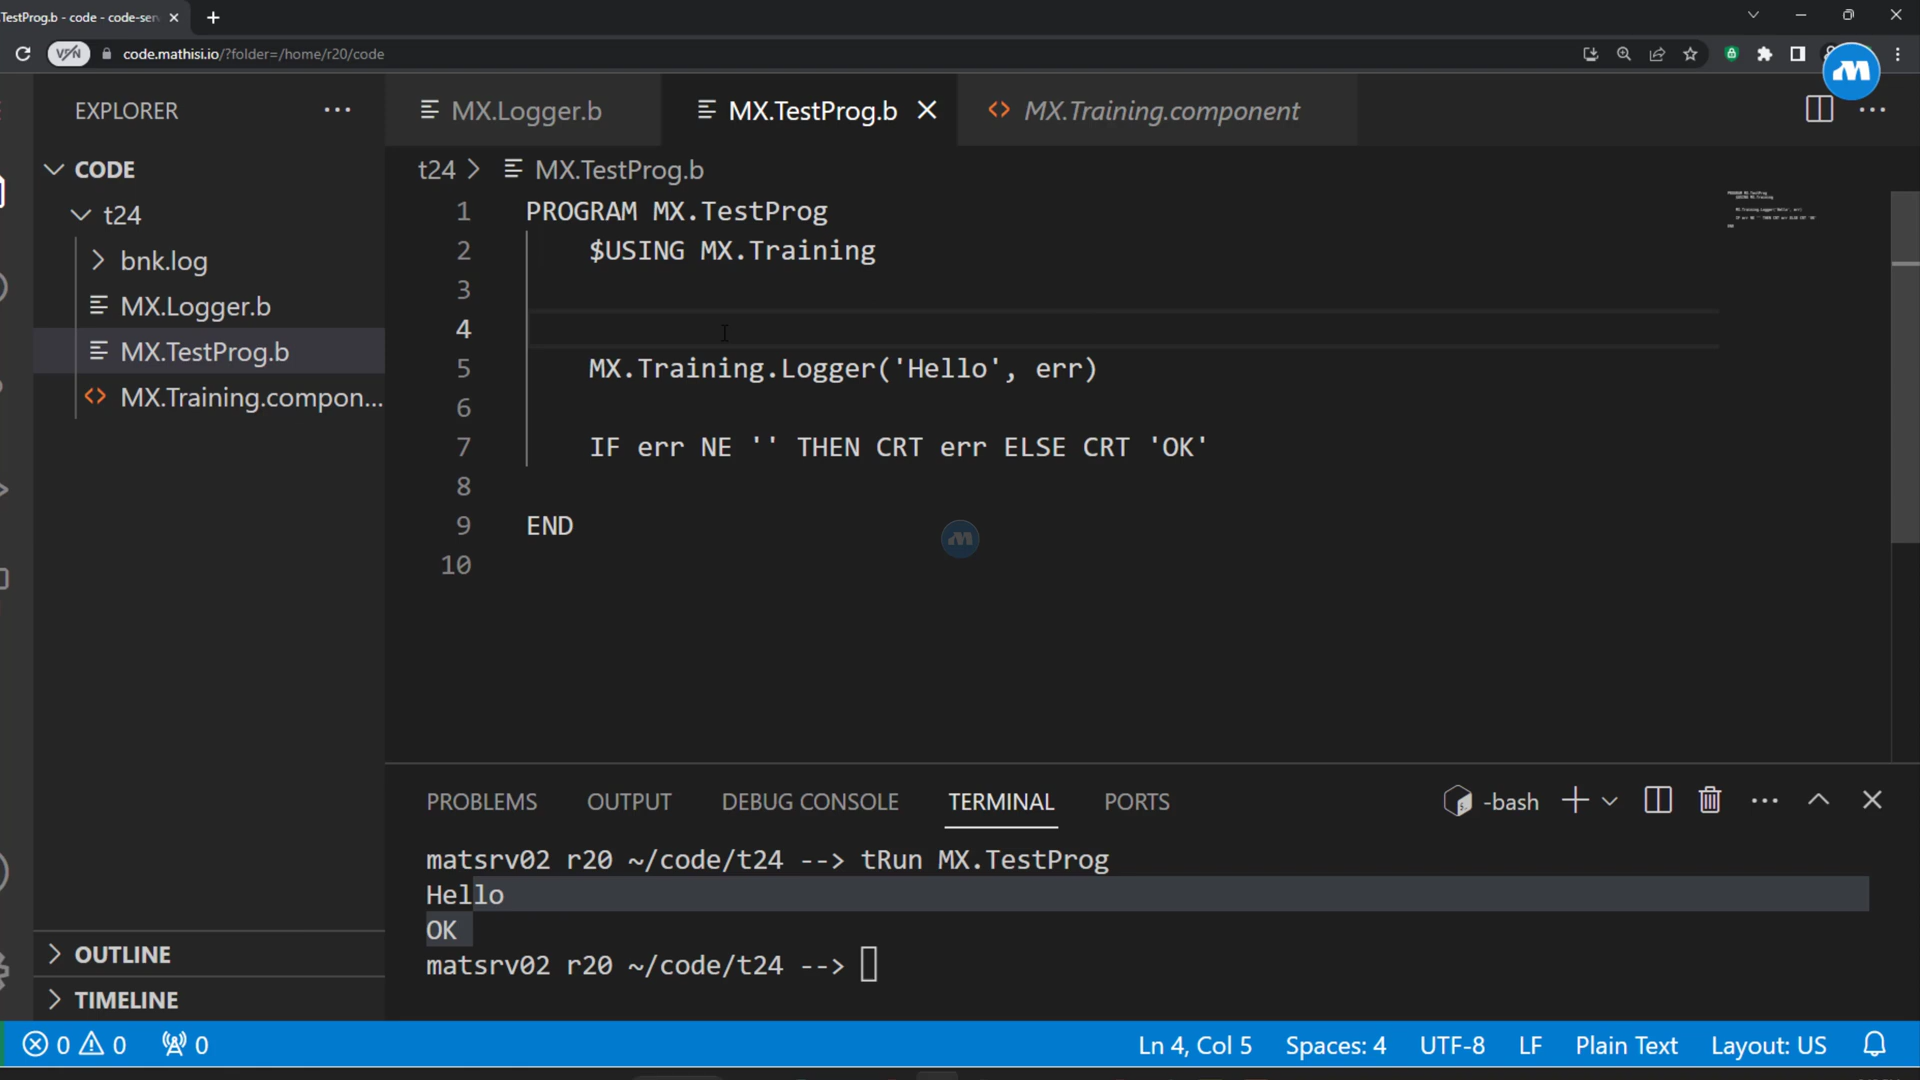 TestProg.b - code - code-ser
VPN code.mathisi.io/?folder=/home/r20/code
EXPLORER
CODE
t24
bnk.log
MX.Logger.b
MX.TestProg.b
MX.Training.compon...
OUTLINE
TIMELINE
MX.Logger.b MX.TestProg.b MX.Training.component
t24 > MX.TestProg.b
1 PROGRAM MX.TestProg
2 $USING MX.Training
3
4
5 MX.Training.Logger('Hello', err)
6
7 IF err NE '' THEN CRT err ELSE CRT 'OK'
8
9 END
10
PROBLEMS OUTPUT DEBUG CONSOLE TERMINAL PORTS -bash
matsrv02 r20 ~/code/t24 --> tRun MX.TestProg
Hello
OK
matsrv02 r20 ~/code/t24 -->
0 0 0 Ln 4, Col 5 Spaces: 4 UTF-8 LF Plain Text Layout: US